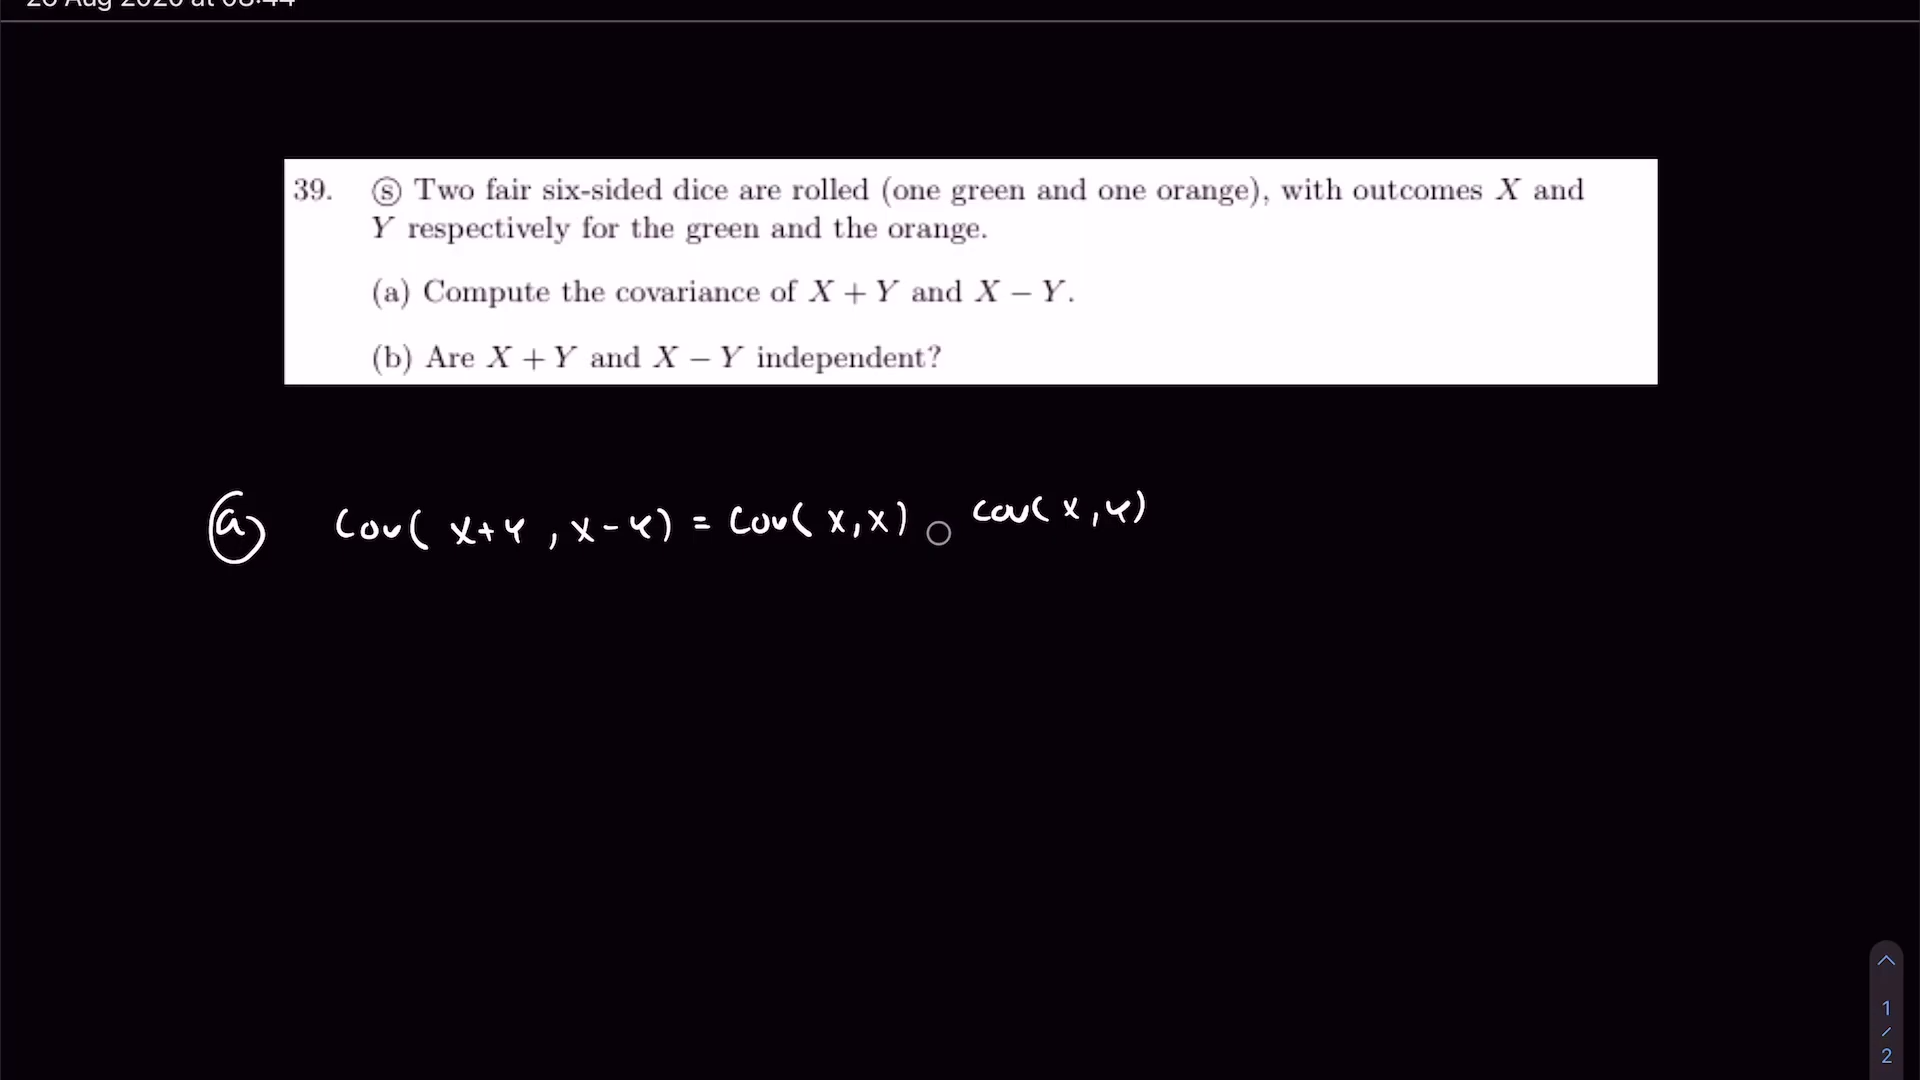 39. Ⓢ Two fair six-sided dice are rolled (one green and one orange), with outcomes X and
Y respectively for the green and the orange.
(a) Compute the covariance of X + Y and X − Y.
(b) Are X + Y and X − Y independent?
ⓐ Cov( X+Y , X-Y) = Cov( X,X) Cov( X,Y)
1
/
2